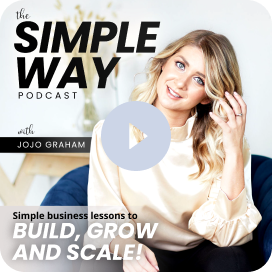 the
SIMPLE
WAY
PODCAST
with
JOJO GRAHAM
Simple business lessons to
BUILD, GROW
AND SCALE!